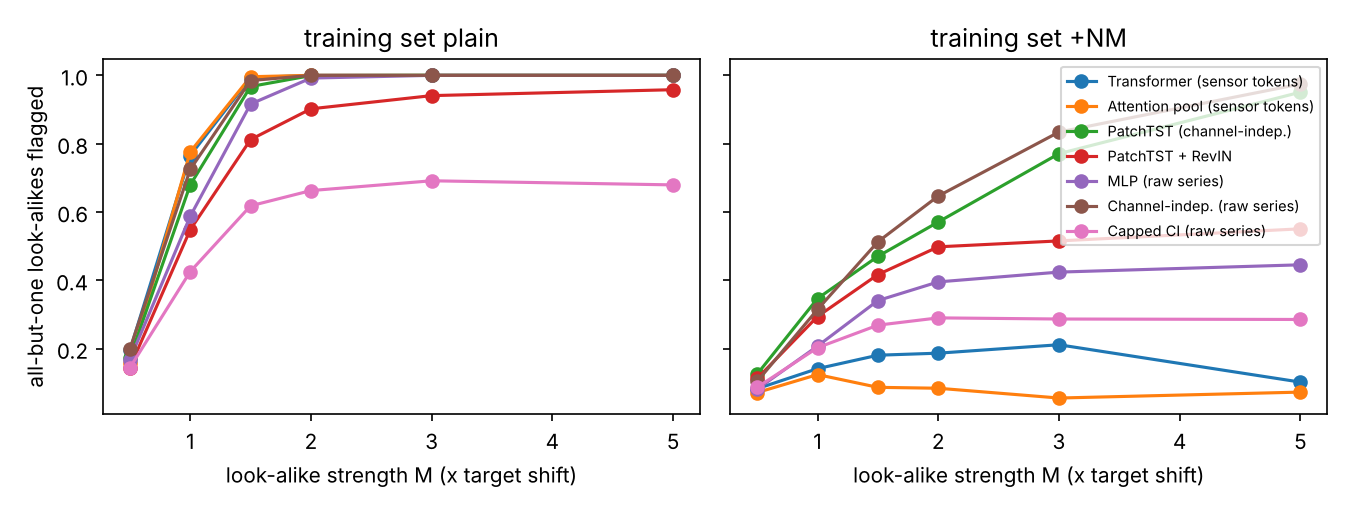 training set plain
training set +NM
all-but-one look-alikes flagged
1.0
0.8
0.6
0.4
0.2
1 2 3 4 5
look-alike strength M (x target shift)
Transformer (sensor tokens)
Attention pool (sensor tokens)
PatchTST (channel-indep.)
PatchTST + RevIN
MLP (raw series)
Channel-indep. (raw series)
Capped CI (raw series)
1 2 3 4 5
look-alike strength M (x target shift)